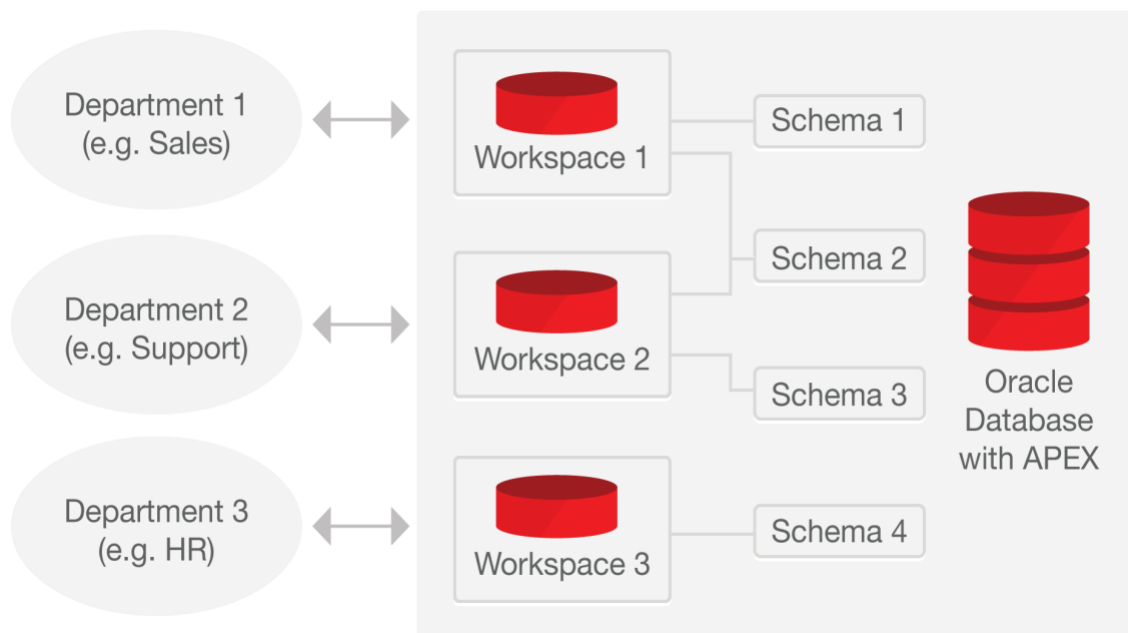 Department 1
(e.g. Sales)
Workspace 1
Schema 1
Department 2
(e.g. Support)
Workspace 2
Schema 2
Schema 3
Department 3
(e.g. HR)
Workspace 3
Schema 4
Oracle
Database
with APEX